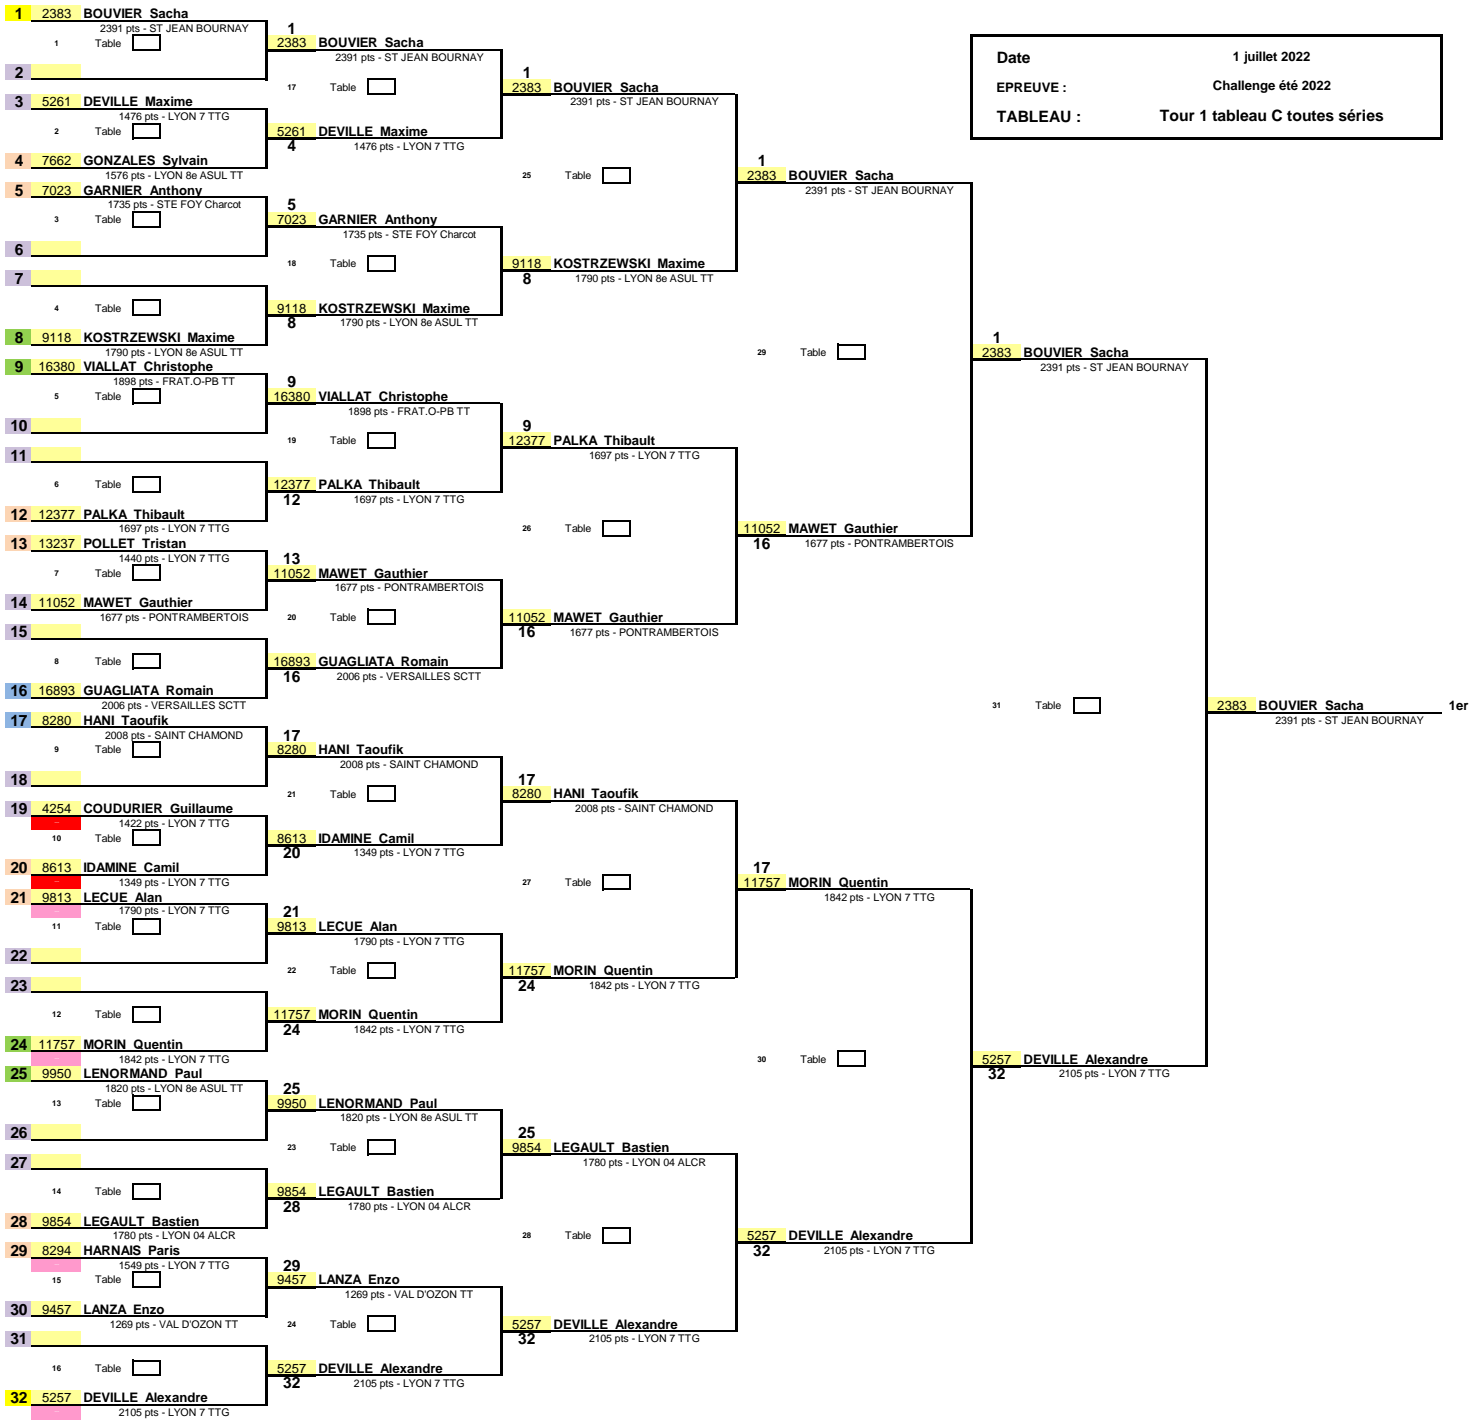 Date 1 juillet 2022
EPREUVE : Challenge été 2022
TABLEAU : Tour 1 tableau C toutes séries
1 2383 BOUVIER Sacha
2391 pts - ST JEAN BOURNAY
1 Table
2
3 5261 DEVILLE Maxime
1476 pts - LYON 7 TTG
2 Table
4 7662 GONZALES Sylvain
1576 pts - LYON 8e ASUL TT
5 7023 GARNIER Anthony
1735 pts - STE FOY Charcot
3 Table
6
7
4 Table
8 9118 KOSTRZEWSKI Maxime
1790 pts - LYON 8e ASUL TT
9 16380 VIALLAT Christophe
1898 pts - FRAT.O-PB TT
5 Table
10
11
6 Table
12 12377 PALKA Thibault
1697 pts - LYON 7 TTG
13 13237 POLLET Tristan
1440 pts - LYON 7 TTG
7 Table
14 11052 MAWET Gauthier
1677 pts - PONTRAMBERTOIS
15
8 Table
16 16893 GUAGLIATA Romain
2006 pts - VERSAILLES SCTT
17 8280 HANI Taoufik
2008 pts - SAINT CHAMOND
9 Table
18
19 4254 COUDURIER Guillaume
1422 pts - LYON 7 TTG
10 Table
20 8613 IDAMINE Camil
1349 pts - LYON 7 TTG
21 9813 LECUE Alan
1790 pts - LYON 7 TTG
11 Table
22
23
12 Table
24 11757 MORIN Quentin
1842 pts - LYON 7 TTG
25 9950 LENORMAND Paul
1820 pts - LYON 8e ASUL TT
13 Table
26
27
14 Table
28 9854 LEGAULT Bastien
1780 pts - LYON 04 ALCR
29 8294 HARNAIS Paris
1549 pts - LYON 7 TTG
15 Table
30 9457 LANZA Enzo
1269 pts - VAL D'OZON TT
31
16 Table
32 5257 DEVILLE Alexandre
2105 pts - LYON 7 TTG
1
2383 BOUVIER Sacha
2391 pts - ST JEAN BOURNAY
17 Table
5261 DEVILLE Maxime
4 1476 pts - LYON 7 TTG
5
7023 GARNIER Anthony
1735 pts - STE FOY Charcot
18 Table
9118 KOSTRZEWSKI Maxime
8 1790 pts - LYON 8e ASUL TT
9
16380 VIALLAT Christophe
1898 pts - FRAT.O-PB TT
19 Table
12377 PALKA Thibault
12 1697 pts - LYON 7 TTG
13
11052 MAWET Gauthier
1677 pts - PONTRAMBERTOIS
20 Table
16893 GUAGLIATA Romain
16 2006 pts - VERSAILLES SCTT
17
8280 HANI Taoufik
2008 pts - SAINT CHAMOND
21 Table
8613 IDAMINE Camil
20 1349 pts - LYON 7 TTG
21
9813 LECUE Alan
1790 pts - LYON 7 TTG
22 Table
11757 MORIN Quentin
24 1842 pts - LYON 7 TTG
25
9950 LENORMAND Paul
1820 pts - LYON 8e ASUL TT
23 Table
9854 LEGAULT Bastien
28 1780 pts - LYON 04 ALCR
29
9457 LANZA Enzo
1269 pts - VAL D'OZON TT
24 Table
5257 DEVILLE Alexandre
32 2105 pts - LYON 7 TTG
1
2383 BOUVIER Sacha
2391 pts - ST JEAN BOURNAY
25 Table
9118 KOSTRZEWSKI Maxime
8 1790 pts - LYON 8e ASUL TT
9
12377 PALKA Thibault
1697 pts - LYON 7 TTG
26 Table
11052 MAWET Gauthier
16 1677 pts - PONTRAMBERTOIS
17
8280 HANI Taoufik
2008 pts - SAINT CHAMOND
27 Table
11757 MORIN Quentin
24 1842 pts - LYON 7 TTG
25
9854 LEGAULT Bastien
1780 pts - LYON 04 ALCR
28 Table
5257 DEVILLE Alexandre
32 2105 pts - LYON 7 TTG
1
2383 BOUVIER Sacha
2391 pts - ST JEAN BOURNAY
29 Table
11052 MAWET Gauthier
16 1677 pts - PONTRAMBERTOIS
17
11757 MORIN Quentin
1842 pts - LYON 7 TTG
30 Table
5257 DEVILLE Alexandre
32 2105 pts - LYON 7 TTG
1
2383 BOUVIER Sacha
2391 pts - ST JEAN BOURNAY
31 Table
5257 DEVILLE Alexandre
32 2105 pts - LYON 7 TTG
2383 BOUVIER Sacha 1er
2391 pts - ST JEAN BOURNAY